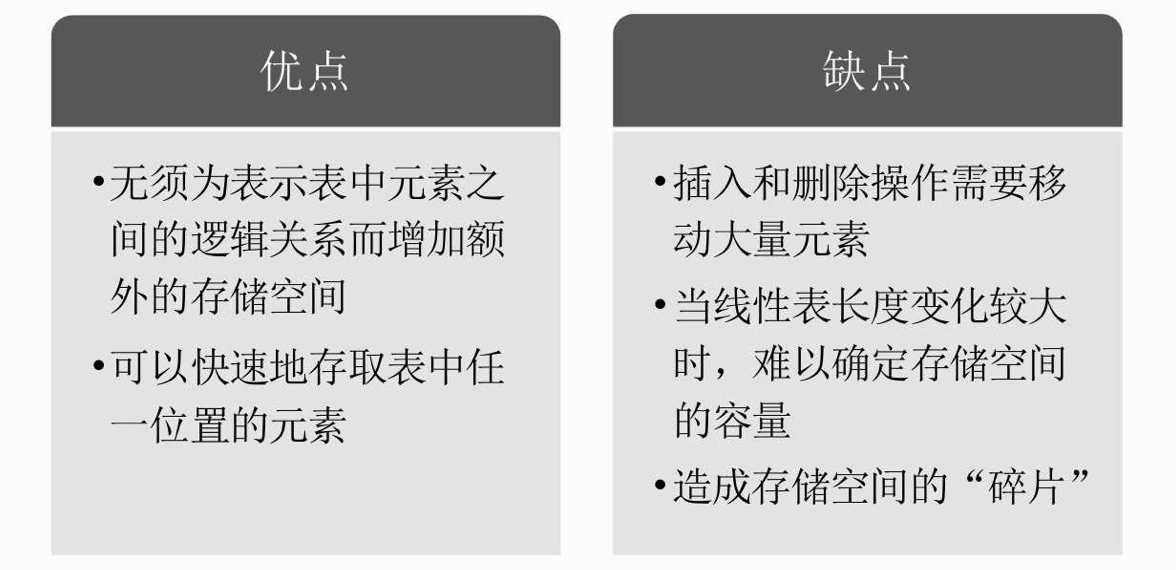 优点
•无须为表示表中元素之
间的逻辑关系而增加额
外的存储空间
•可以快速地存取表中任
一位置的元素
缺点
•插入和删除操作需要移
动大量元素
•当线性表长度变化较大
时，难以确定存储空间
的容量
•造成存储空间的“碎片”